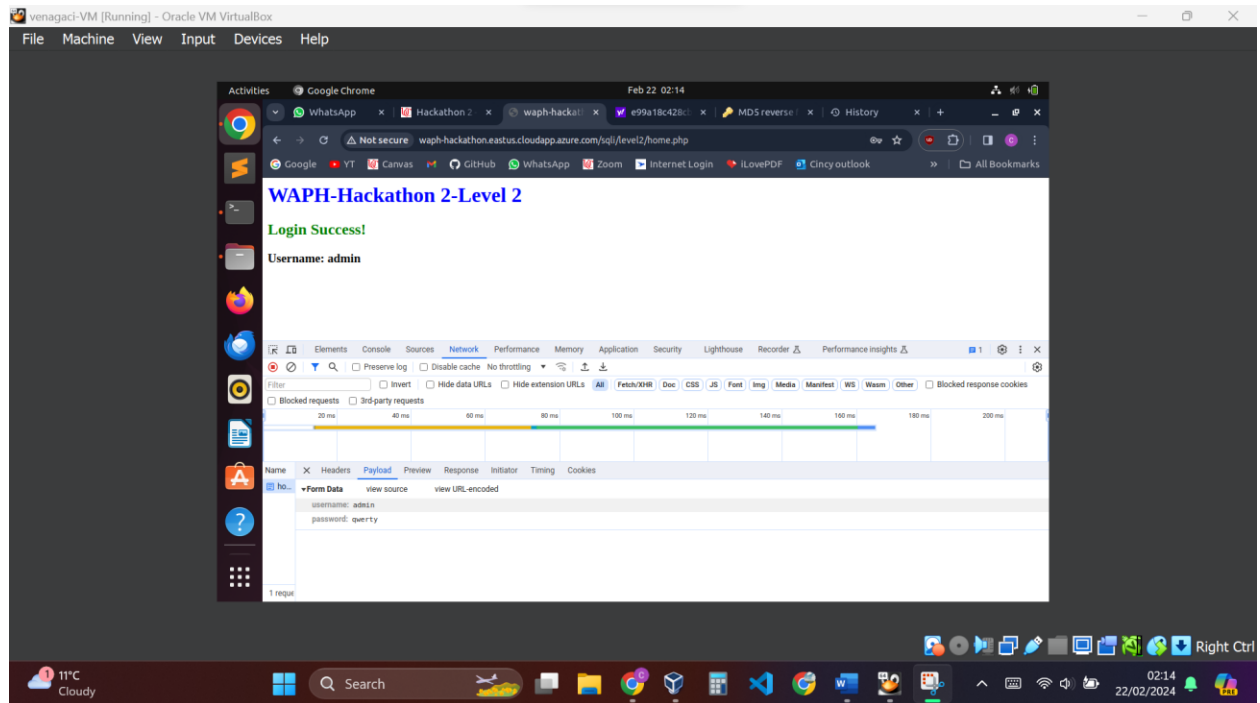 venagaci-VM [Running] - Oracle VM VirtualBox
File Machine View Input Devices Help
Activities Google Chrome Feb 22 02:14
WhatsApp Hackathon 2 - waph-hackath e99a18c428cb MD5 reverse f History
Not secure waph-hackathon.eastus.cloudapp.azure.com/sqli/level2/home.php
Google YT Canvas GitHub WhatsApp Zoom Internet Login iLovePDF Cincy outlook » All Bookmarks
WAPH-Hackathon 2-Level 2
Login Success!
Username: admin
Elements Console Sources Network Performance Memory Application Security Lighthouse Recorder Performance insights 1
Preserve log Disable cache No throttling
Filter Invert Hide data URLs Hide extension URLs All Fetch/XHR Doc CSS JS Font Img Media Manifest WS Wasm Other Blocked response cookies
Blocked requests 3rd-party requests
20 ms 40 ms 60 ms 80 ms 100 ms 120 ms 140 ms 160 ms 180 ms 200 ms
Name Headers Payload Preview Response Initiator Timing Cookies
ho... Form Data view source view URL-encoded
username: admin
password: qwerty
1 reque
Right Ctrl
1 11°C
Cloudy
Search
02:14
22/02/2024
PRE